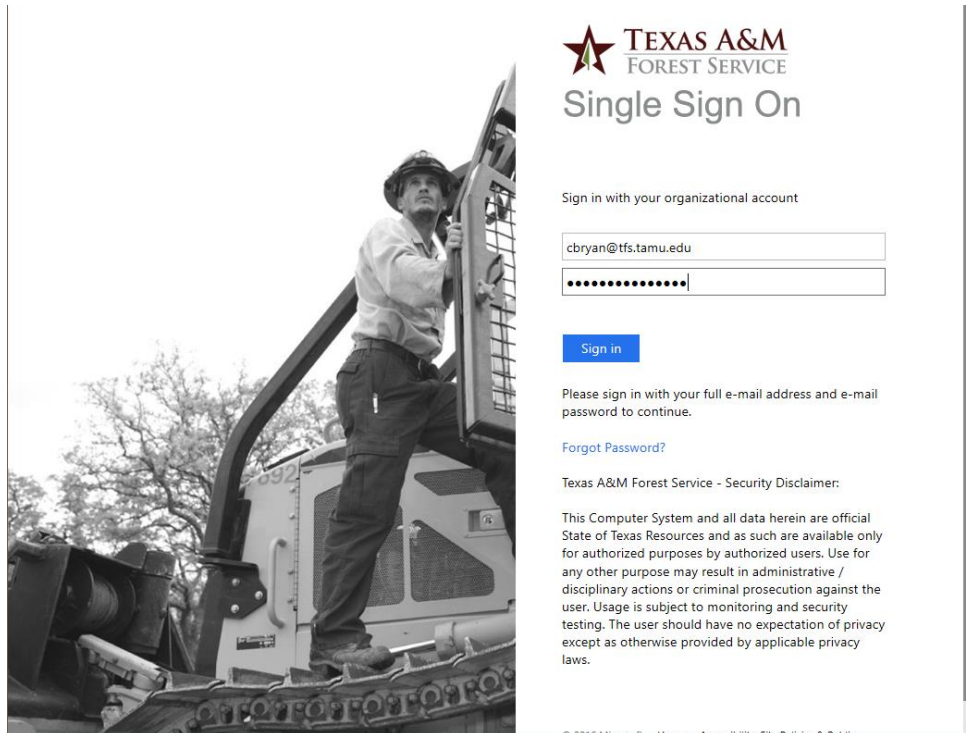 TEXAS A&M
FOREST SERVICE
Single Sign On
Sign in with your organizational account
cbryan@tfs.tamu.edu
•••••••••••••••
Sign in
Please sign in with your full e-mail address and e-mail
password to continue.
Forgot Password?
Texas A&M Forest Service - Security Disclaimer:
This Computer System and all data herein are official
State of Texas Resources and as such are available only
for authorized purposes by authorized users. Use for
any other purpose may result in administrative /
disciplinary actions or criminal prosecution against the
user. Usage is subject to monitoring and security
testing. The user should have no expectation of privacy
except as otherwise provided by applicable privacy
laws.
892